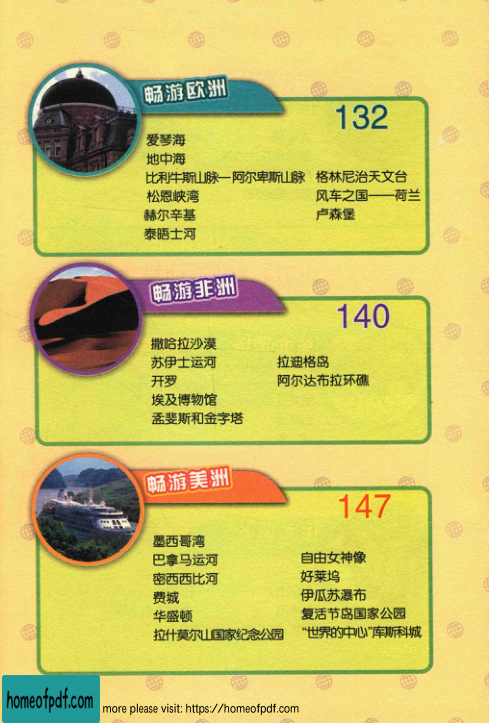 畅游欧洲
132
爱琴海
地中海
比利牛斯山脉—阿尔卑斯山脉
松恩峡湾
赫尔辛基
泰晤士河
格林尼治天文台
风车之国——荷兰
卢森堡
畅游非洲
140
撒哈拉沙漠
苏伊士运河
开罗
埃及博物馆
孟斐斯和金字塔
拉迪格岛
阿尔达布拉环礁
畅游美洲
147
墨西哥湾
巴拿马运河
密西西比河
费城
华盛顿
拉什莫尔山国家纪念公园
自由女神像
好莱坞
伊瓜苏瀑布
复活节岛国家公园
“世界的中心”库斯科城
homeofpdf.com
more please visit: https://homeofpdf.com